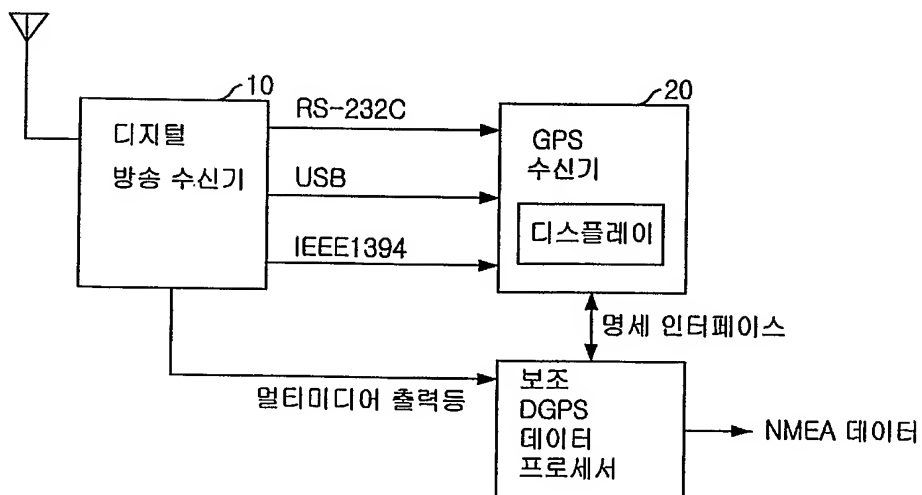 10
20
디지털
방송 수신기
RS-232C
USB
IEEE1394
GPS
수신기
디스플레이
명세 인터페이스
멀티미디어 출력등
보조
DGPS
데이터
프로세서
NMEA 데이터